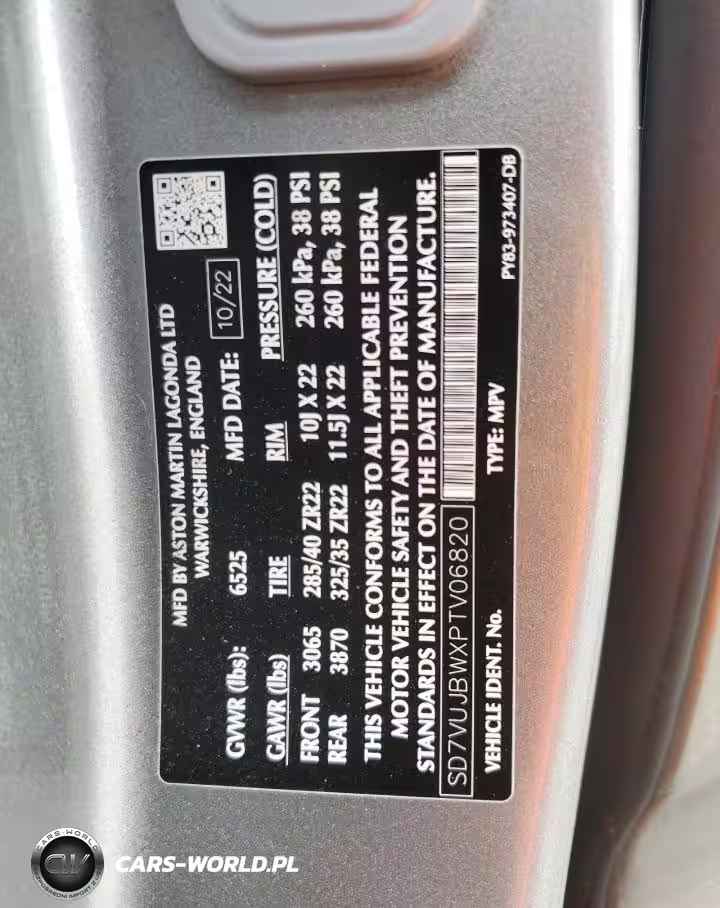 MFD BY ASTON MARTIN LAGONDA LTD
WARWICKSHIRE, ENGLAND
GVWR (lbs): 6525 MFD DATE: 10/22
GAWR (lbs) TIRE RIM PRESSURE (COLD)
FRONT 3065 285/40 ZR22 10J X 22 260 kPa, 38 PSI
REAR 3870 325/35 ZR22 11.5J X 22 260 kPa, 38 PSI
THIS VEHICLE CONFORMS TO ALL APPLICABLE FEDERAL
MOTOR VEHICLE SAFETY AND THEFT PREVENTION
STANDARDS IN EFFECT ON THE DATE OF MANUFACTURE.
SD7VUJBWXPTV06820
VEHICLE IDENT. No. TYPE: MPV PY83-973407-DB
CARS-WORLD
CW
CARS-WORLD.PL